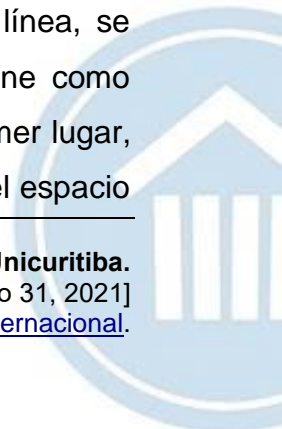 línea, se
ne como
mer lugar,
el espacio
Unicuritiba.
o 31, 2021]
ernacional.